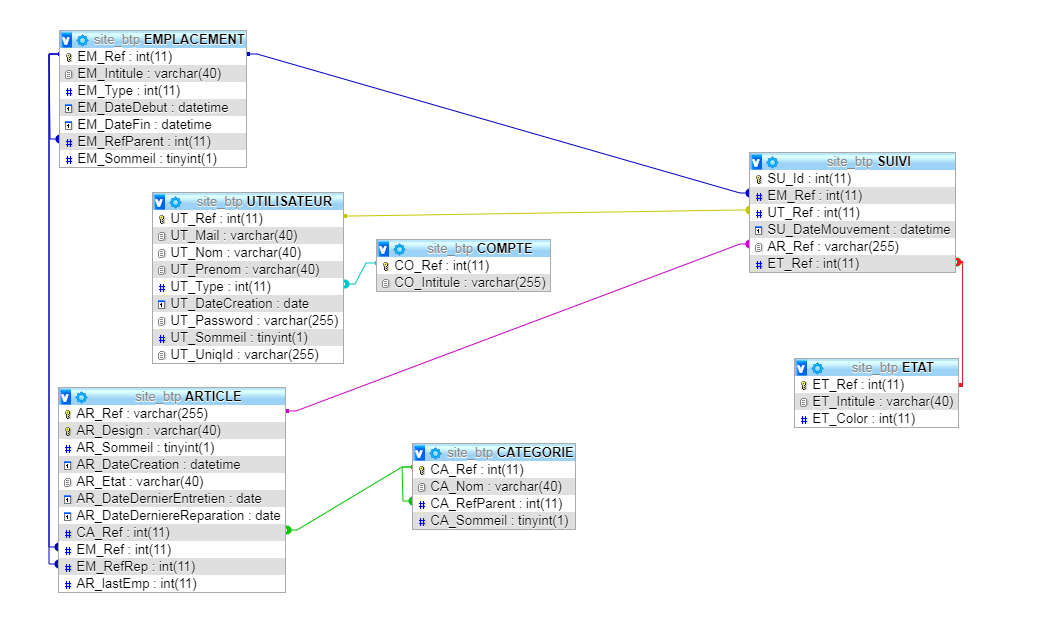 site_btp EMPLACEMENT
EM_Ref : int(11)
EM_Intitule : varchar(40)
EM_Type : int(11)
EM_DateDebut : datetime
EM_DateFin : datetime
EM_RefParent : int(11)
EM_Sommeil : tinyint(1)
site_btp SUIVI
SU_Id : int(11)
EM_Ref : int(11)
UT_Ref : int(11)
SU_DateMouvement : datetime
AR_Ref : varchar(255)
ET_Ref : int(11)
site_btp UTILISATEUR
UT_Ref : int(11)
UT_Mail : varchar(40)
UT_Nom : varchar(40)
UT_Prenom : varchar(40)
UT_Type : int(11)
UT_DateCreation : date
UT_Password : varchar(255)
UT_Sommeil : tinyint(1)
UT_UniqId : varchar(255)
site_btp COMPTE
CO_Ref : int(11)
CO_Intitule : varchar(255)
site_btp ETAT
ET_Ref : int(11)
ET_Intitule : varchar(40)
ET_Color : int(11)
site_btp ARTICLE
AR_Ref : varchar(255)
AR_Design : varchar(40)
AR_Sommeil : tinyint(1)
AR_DateCreation : datetime
AR_Etat : varchar(40)
AR_DateDernierEntretien : date
AR_DateDerniereReparation : date
CA_Ref : int(11)
EM_Ref : int(11)
EM_RefRep : int(11)
AR_lastEmp : int(11)
site_btp CATEGORIE
CA_Ref : int(11)
CA_Nom : varchar(40)
CA_RefParent : int(11)
CA_Sommeil : tinyint(1)